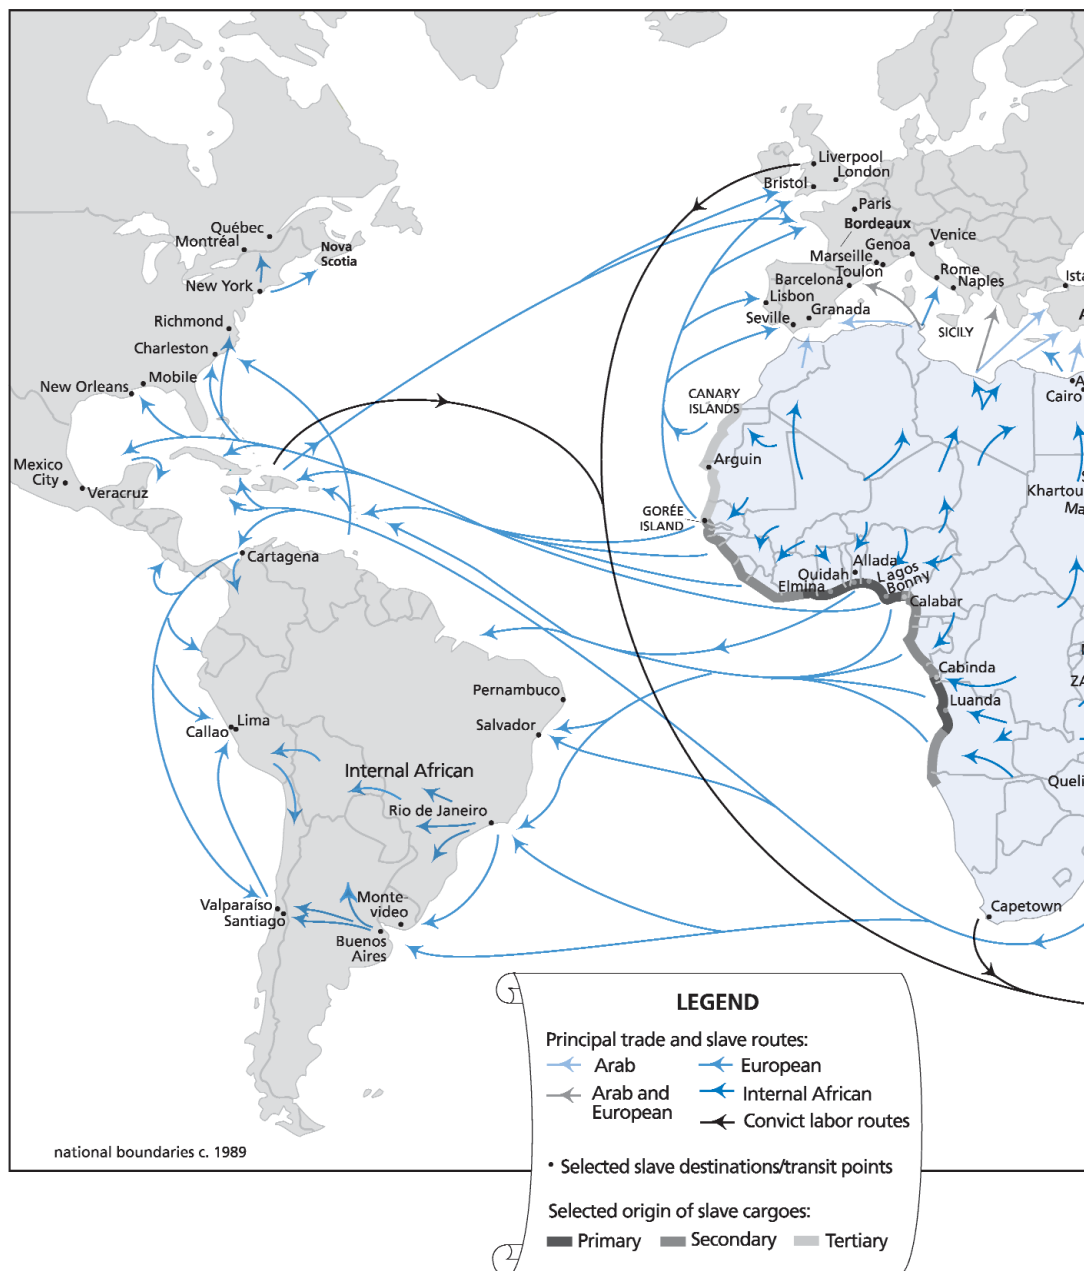 Liverpool
London
Bristol
Paris
Bordeaux
Québec
Montréal
Nova
Scotia
Venice
Genoa
Marseille
Toulon
Rome
Naples
Barcelona
New York
Lisbon
Granada
Seville
SICILY
Richmond
Charleston
Mobile
New Orleans
Cairo
CANARY
ISLANDS
Mexico
City
Veracruz
Arguin
GORÉE
ISLAND
Cartagena
Allada
Quidah
Lagos
Elmina
Bonny
Calabar
Cabinda
Pernambuco
Luanda
Salvador
Lima
Callao
Internal African
Rio de Janeiro
Valparaíso
Santiago
Monte-
video
Buenos
Aires
Capetown
LEGEND
Principal trade and slave routes:
Arab
European
Arab and
European
Internal African
Convict labor routes
• Selected slave destinations/transit points
Selected origin of slave cargoes:
Primary
Secondary
Tertiary
national boundaries c. 1989